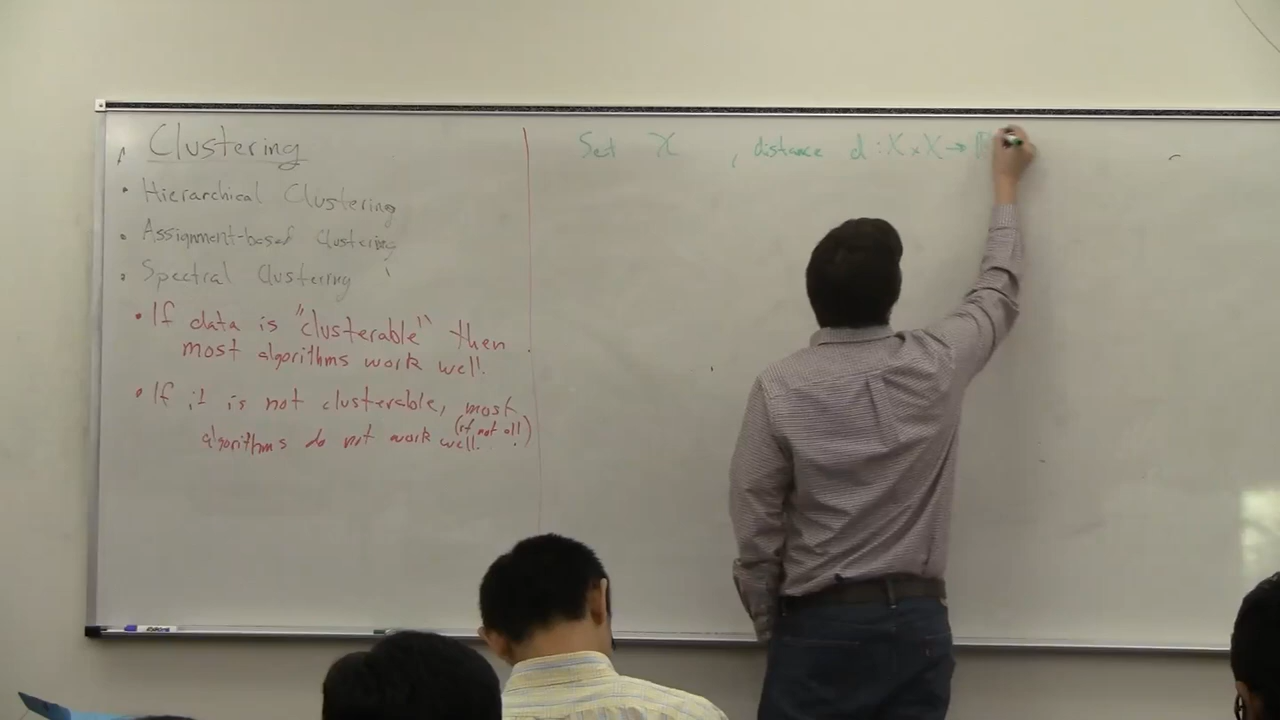 Clustering
• Hierarchical Clustering
• Assignment-based Clustering
• Spectral Clustering
• If data is "clusterable" then
most algorithms work well.
• If it is not clusterable, most
(if not all)
algorithms do not work well.
Set X , distance d : X × X → ℝ